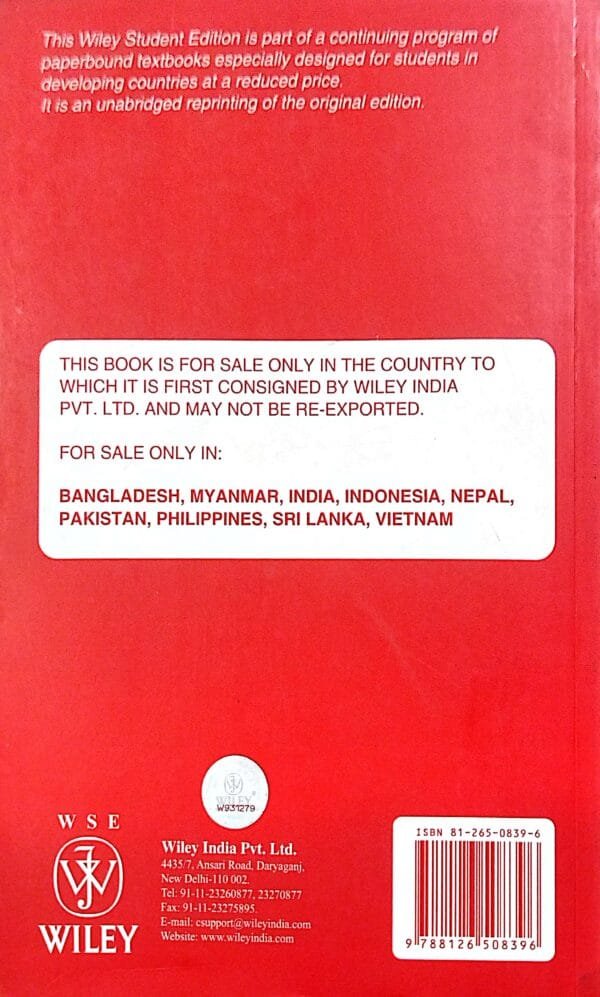 This Wiley Student Edition is part of a continuing program of
paperbound textbooks especially designed for students in
developing countries at a reduced price.
It is an unabridged reprinting of the original edition.
THIS BOOK IS FOR SALE ONLY IN THE COUNTRY TO
WHICH IT IS FIRST CONSIGNED BY WILEY INDIA
PVT. LTD. AND MAY NOT BE RE-EXPORTED.
FOR SALE ONLY IN:
BANGLADESH, MYANMAR, INDIA, INDONESIA, NEPAL,
PAKISTAN, PHILIPPINES, SRI LANKA, VIETNAM
WILEY
W931279
WSE
WILEY
Wiley India Pvt. Ltd.
4435/7, Ansari Road, Daryaganj,
New Delhi-110 002.
Tel: 91-11-23260877, 23270877
Fax: 91-11-23275895.
E-mail: csupport@wileyindia.com
Website: www.wileyindia.com
ISBN 81-265-0839-6
9 788126 508396